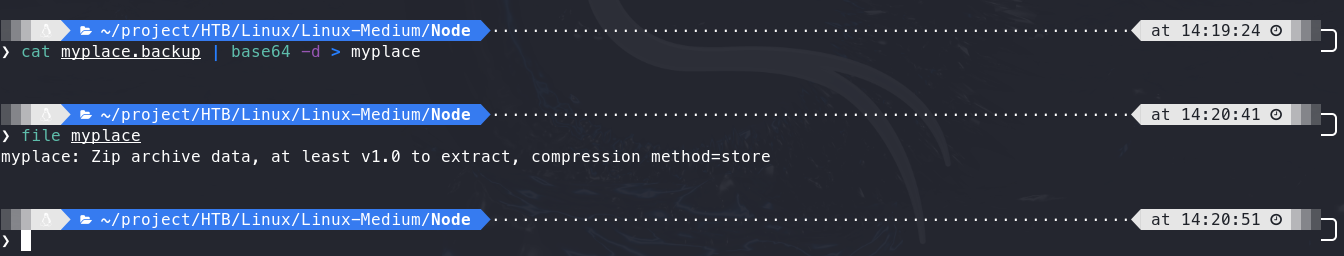 ~/project/HTB/Linux/Linux-Medium/Node at 14:19:24
❯ cat myplace.backup | base64 -d > myplace
~/project/HTB/Linux/Linux-Medium/Node at 14:20:41
❯ file myplace
myplace: Zip archive data, at least v1.0 to extract, compression method=store
~/project/HTB/Linux/Linux-Medium/Node at 14:20:51
❯